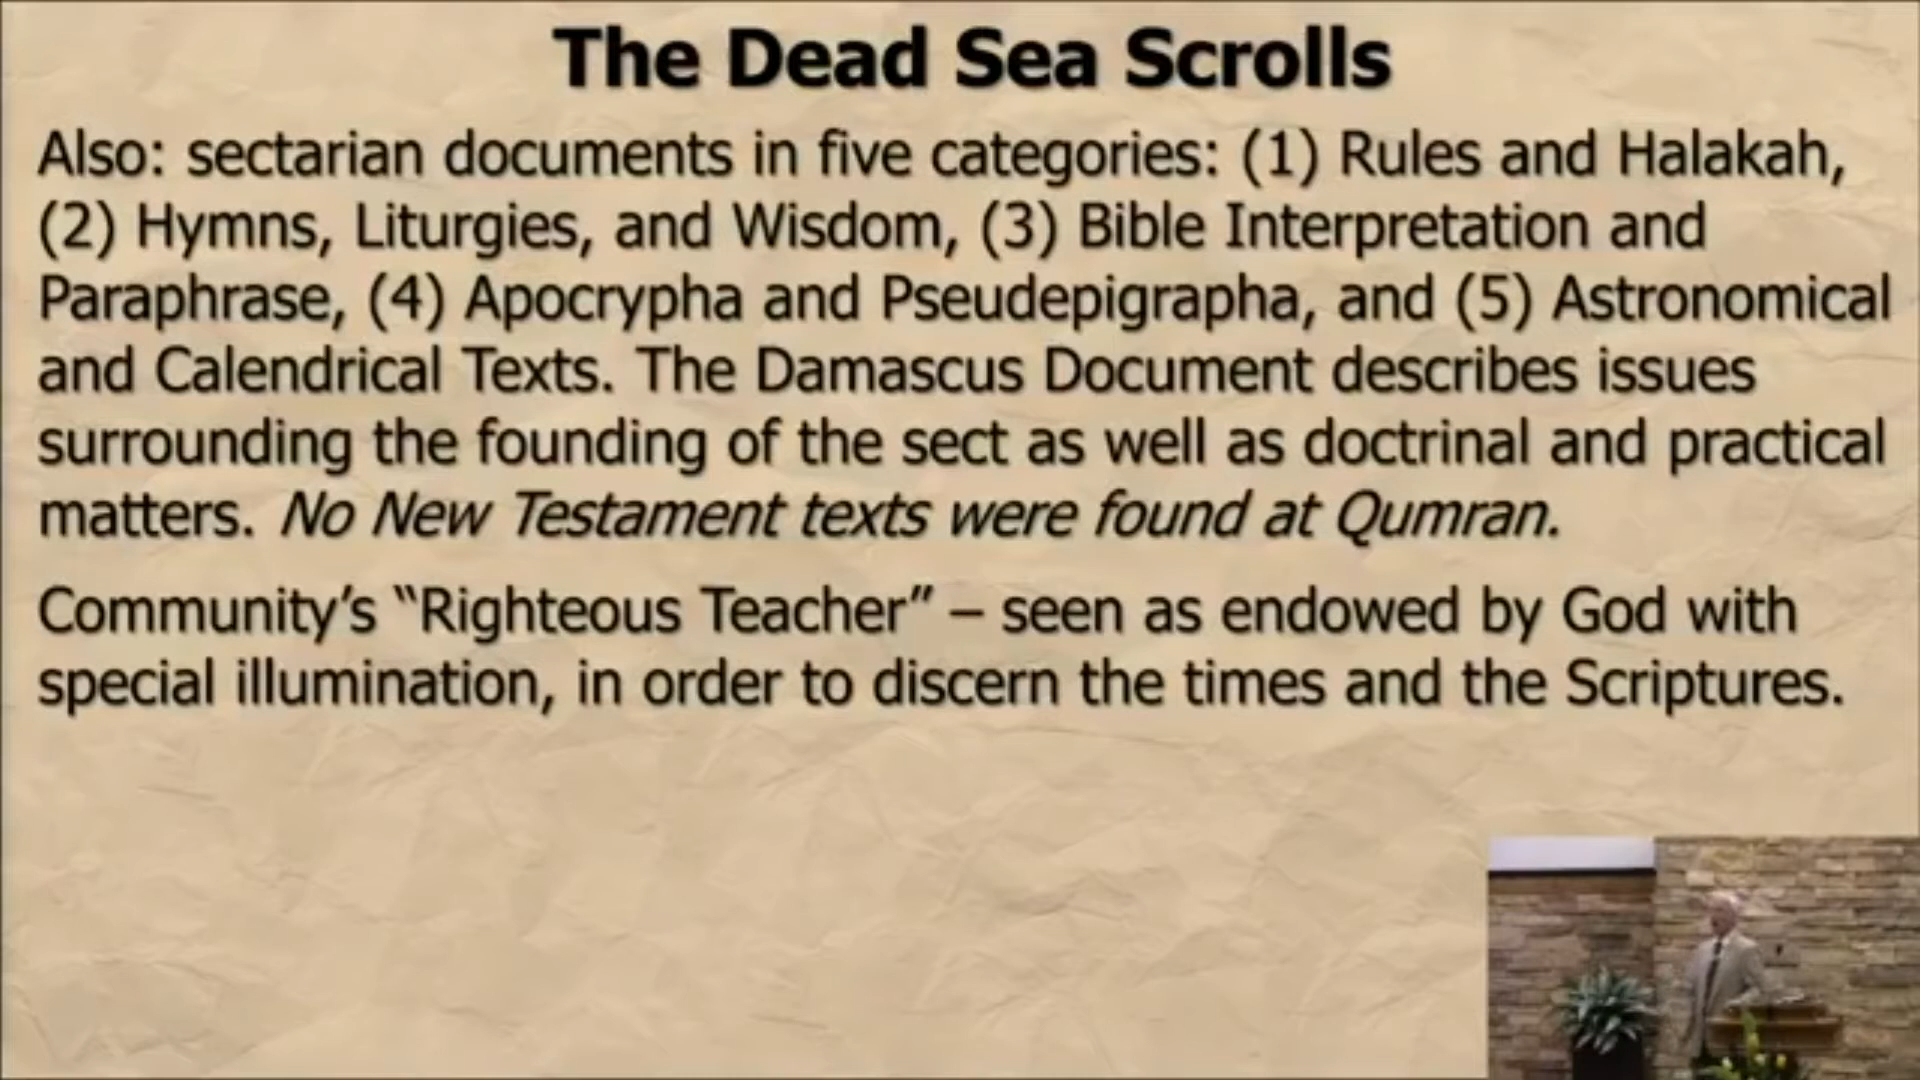 The Dead Sea Scrolls
Also: sectarian documents in five categories: (1) Rules and Halakah,
(2) Hymns, Liturgies, and Wisdom, (3) Bible Interpretation and
Paraphrase, (4) Apocrypha and Pseudepigrapha, and (5) Astronomical
and Calendrical Texts. The Damascus Document describes issues
surrounding the founding of the sect as well as doctrinal and practical
matters. No New Testament texts were found at Qumran.
Community’s “Righteous Teacher” – seen as endowed by God with
special illumination, in order to discern the times and the Scriptures.